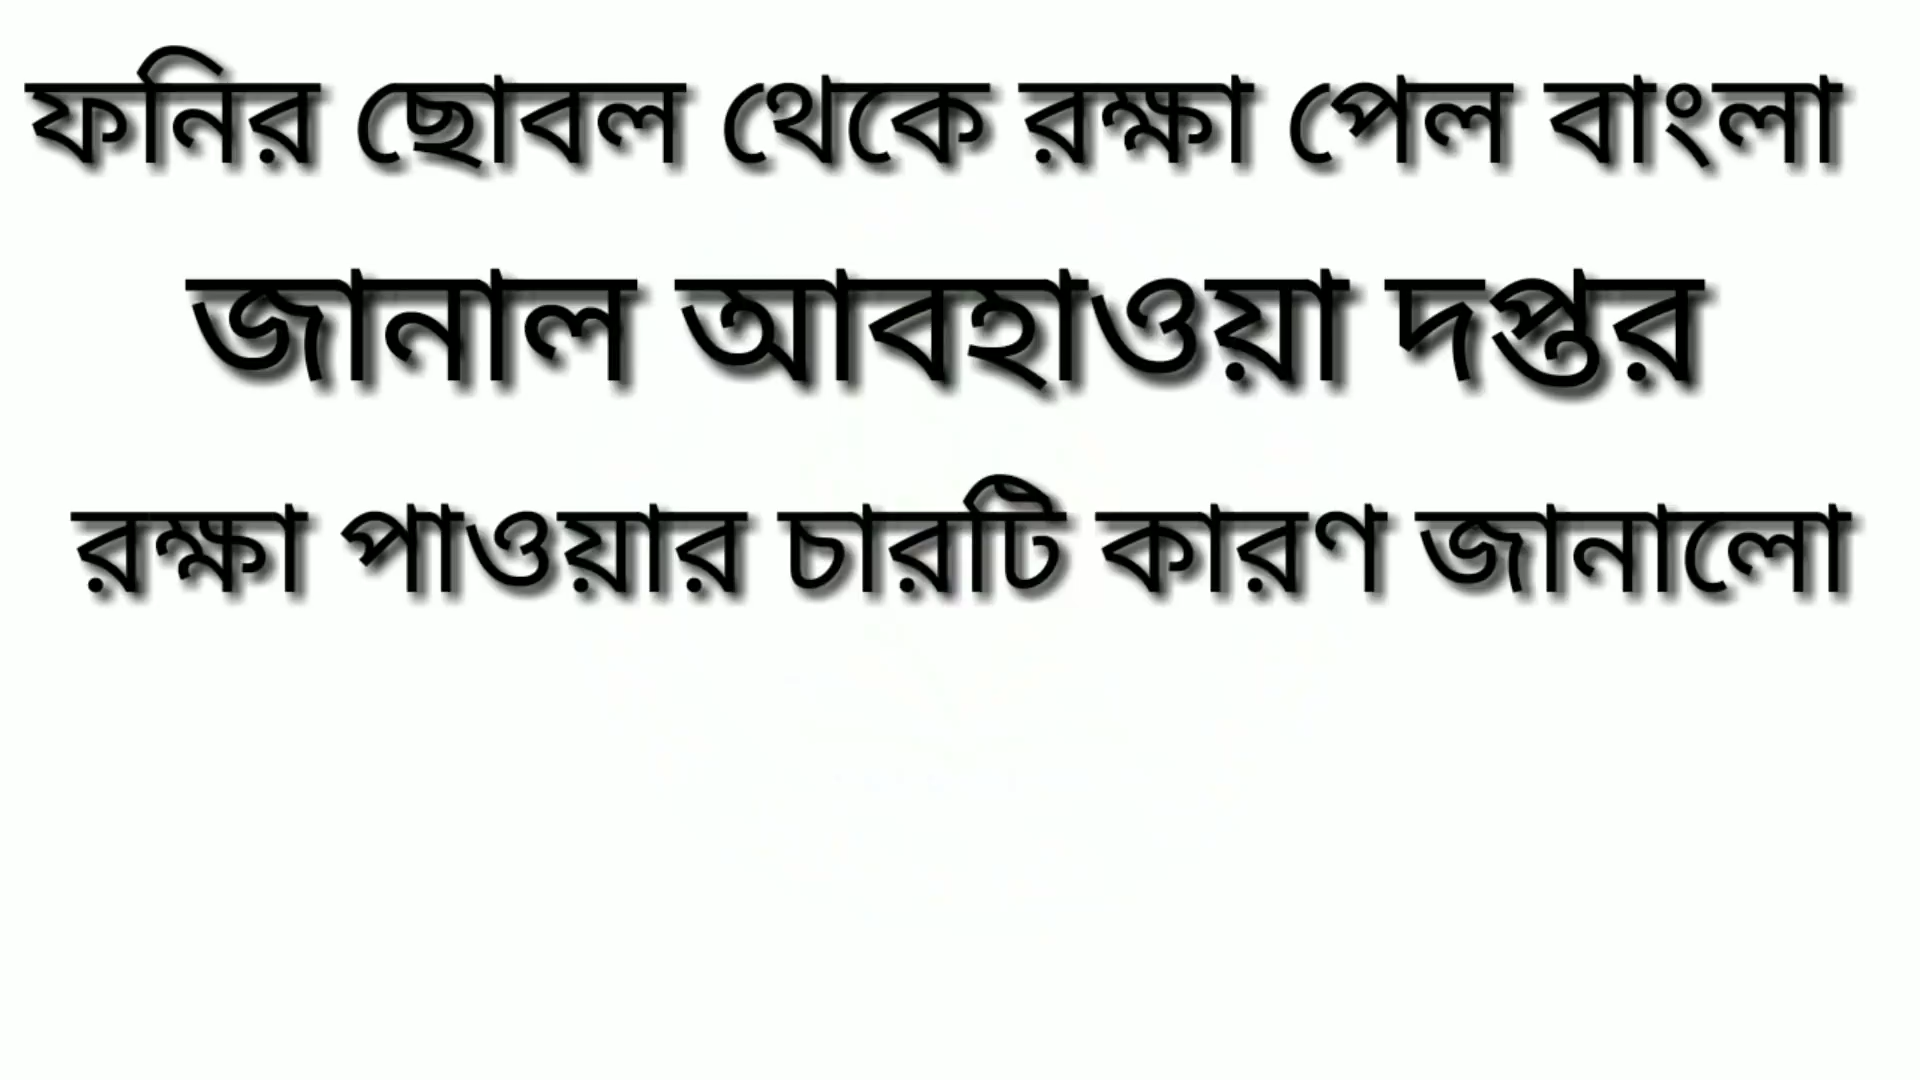 ফনির ছোবল থেকে রক্ষা পেল বাংলা
জানাল আবহাওয়া দপ্তর
রক্ষা পাওয়ার চারটি কারণ জানালো